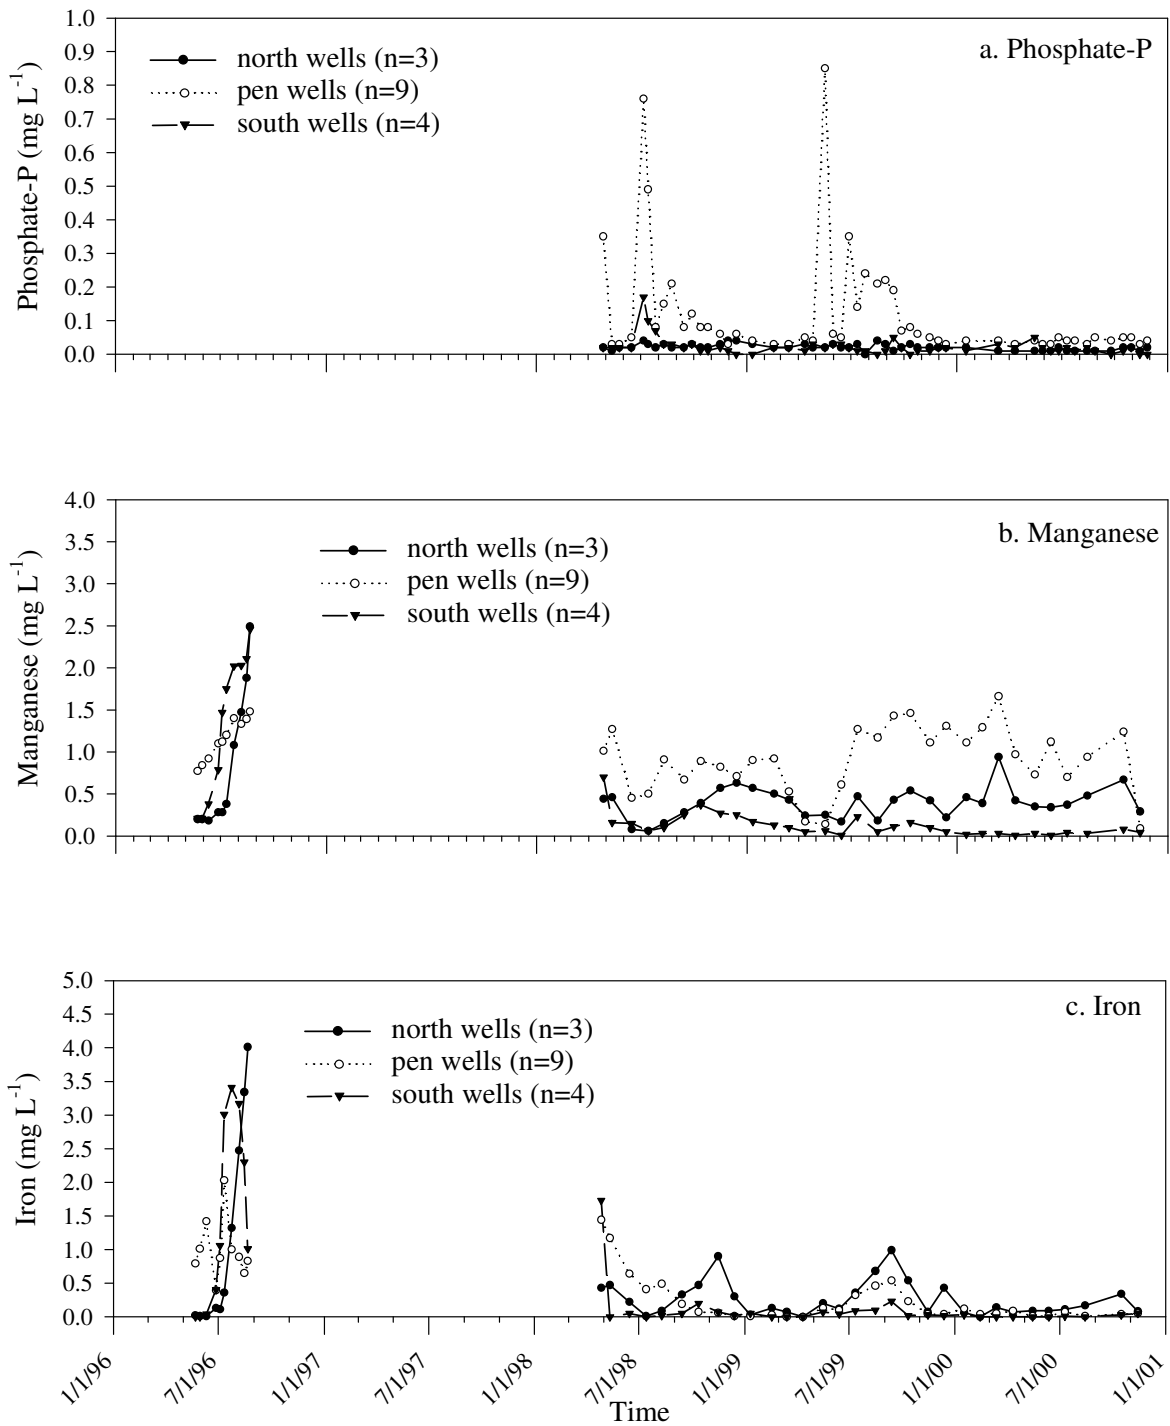 a. Phosphate-P
north wells (n=3)
pen wells (n=9)
south wells (n=4)
Phosphate-P (mg L⁻¹)
1.0
0.9
0.8
0.7
0.6
0.5
0.4
0.3
0.2
0.1
0.0
b. Manganese
north wells (n=3)
pen wells (n=9)
south wells (n=4)
Manganese (mg L⁻¹)
4.0
3.5
3.0
2.5
2.0
1.5
1.0
0.5
0.0
c. Iron
north wells (n=3)
pen wells (n=9)
south wells (n=4)
Iron (mg L⁻¹)
5.0
4.5
4.0
3.5
3.0
2.5
2.0
1.5
1.0
0.5
0.0
1/1/96 7/1/96 1/1/97 7/1/97 1/1/98 7/1/98 1/1/99 7/1/99 1/1/00 7/1/00 1/1/01
Time